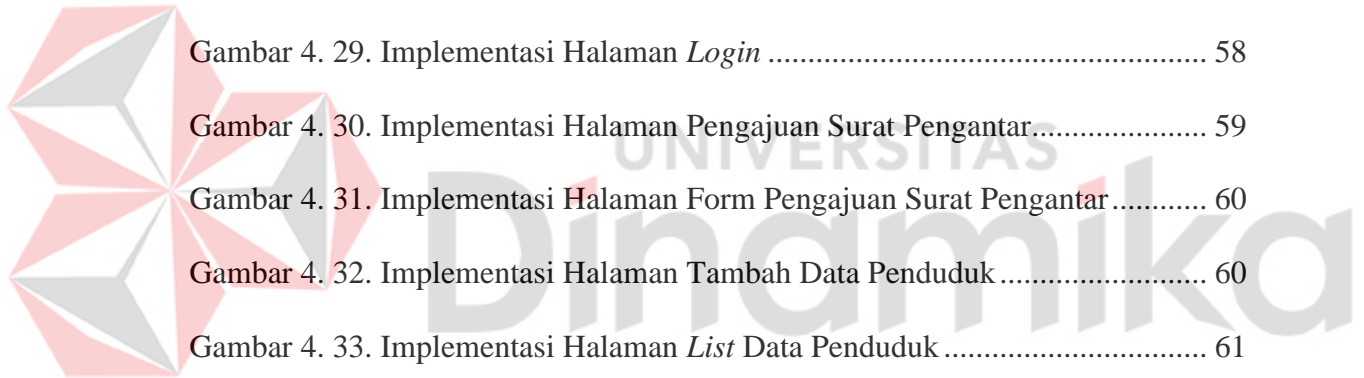 Gambar 4. 29. Implementasi Halaman Login .......................................................... 58
Gambar 4. 30. Implementasi Halaman Pengajuan Surat Pengantar....................... 59
UNIVERSITAS
Gambar 4. 31. Implementasi Halaman Form Pengajuan Surat Pengantar............ 60
Dinamika
Gambar 4. 32. Implementasi Halaman Tambah Data Penduduk........................ 60
Gambar 4. 33. Implementasi Halaman List Data Penduduk ................................ 61